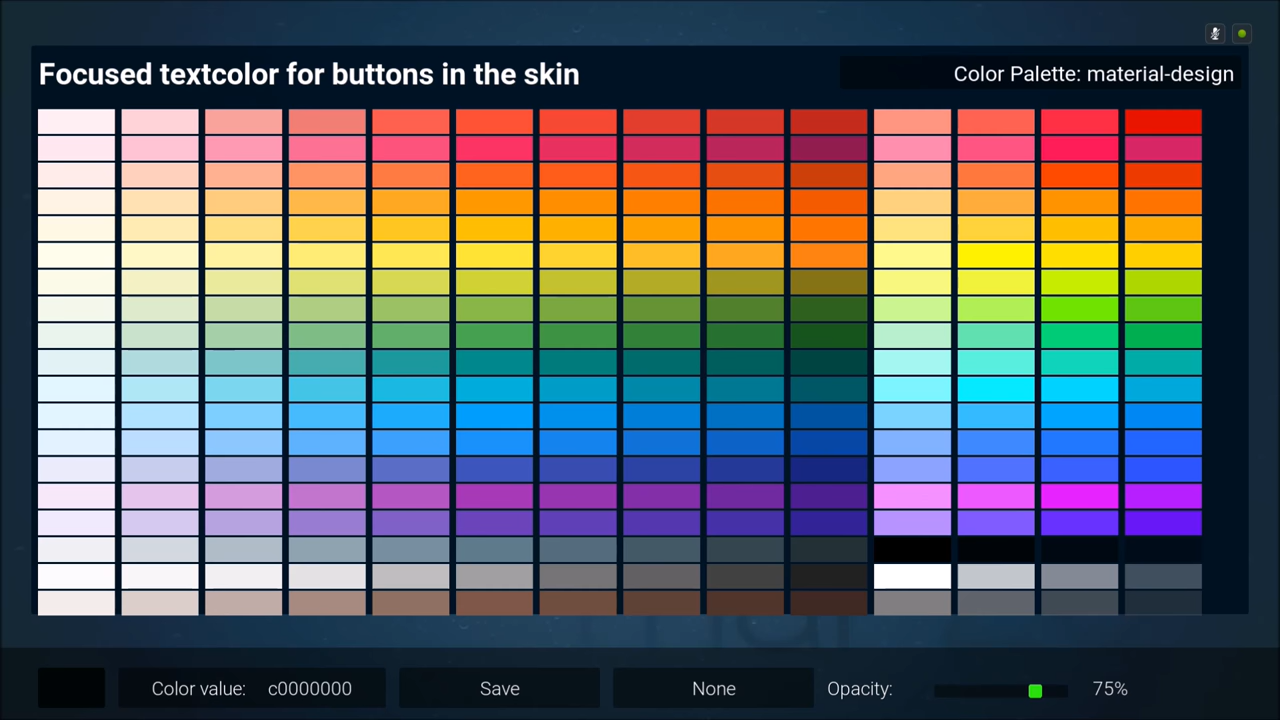 Focused textcolor for buttons in the skin
Color Palette: material-design
Color value: c0000000
Save
None
Opacity:
75%